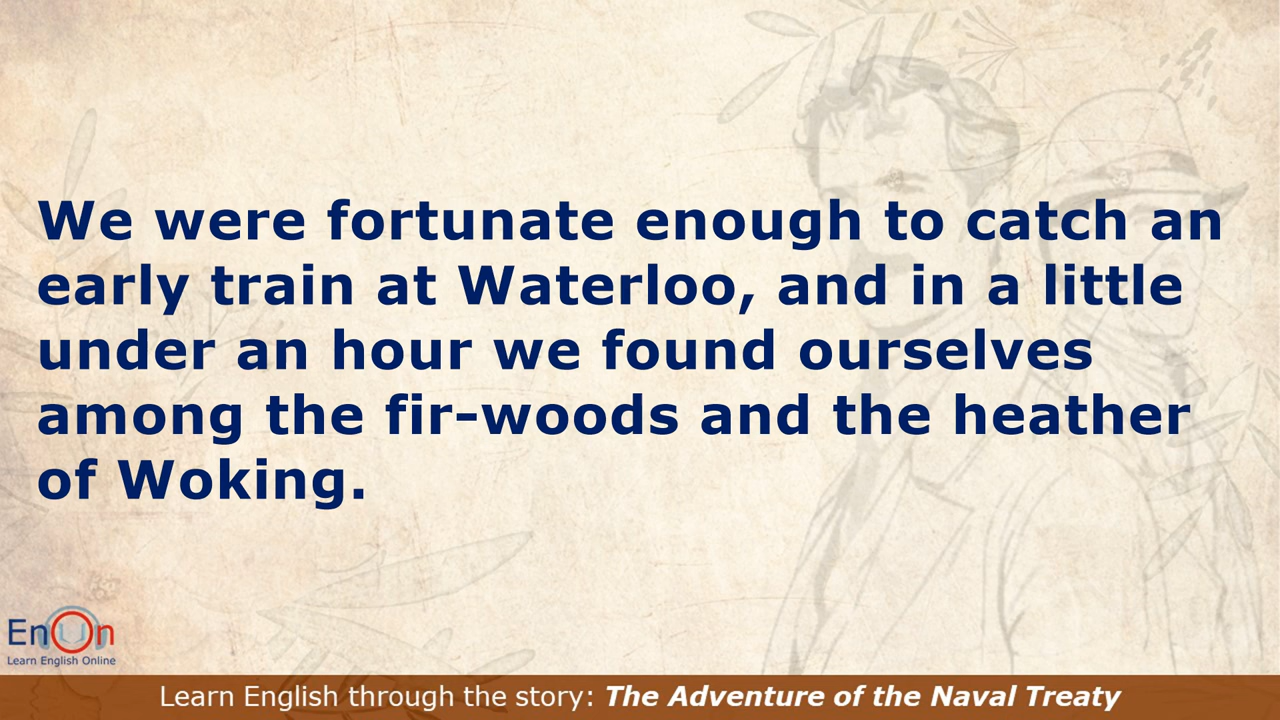 We were fortunate enough to catch an
early train at Waterloo, and in a little
under an hour we found ourselves
among the fir-woods and the heather
of Woking.
EnOn
Learn English Online
Learn English through the story: The Adventure of the Naval Treaty